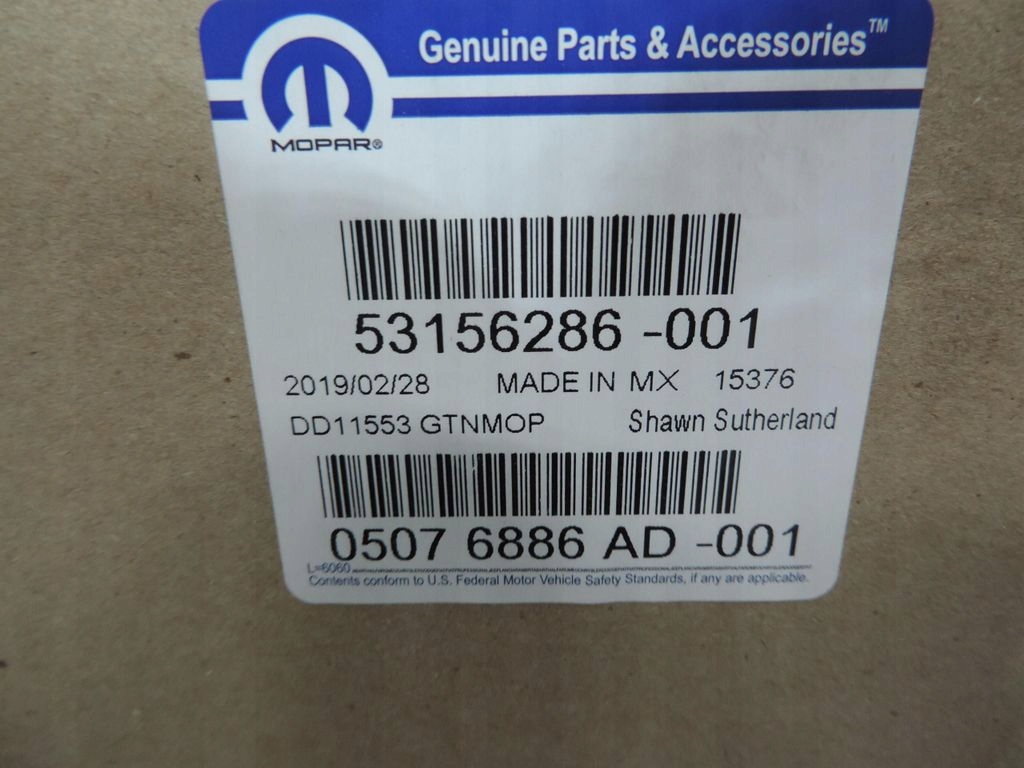 Genuine Parts & Accessories™
MOPAR®
53156286 -001
2019/02/28 MADE IN MX 15376
DD11553 GTNMOP Shawn Sutherland
0507 6886 AD -001
L=6060
Contents conform to U.S. Federal Motor Vehicle Safety Standards, if any are applicable.